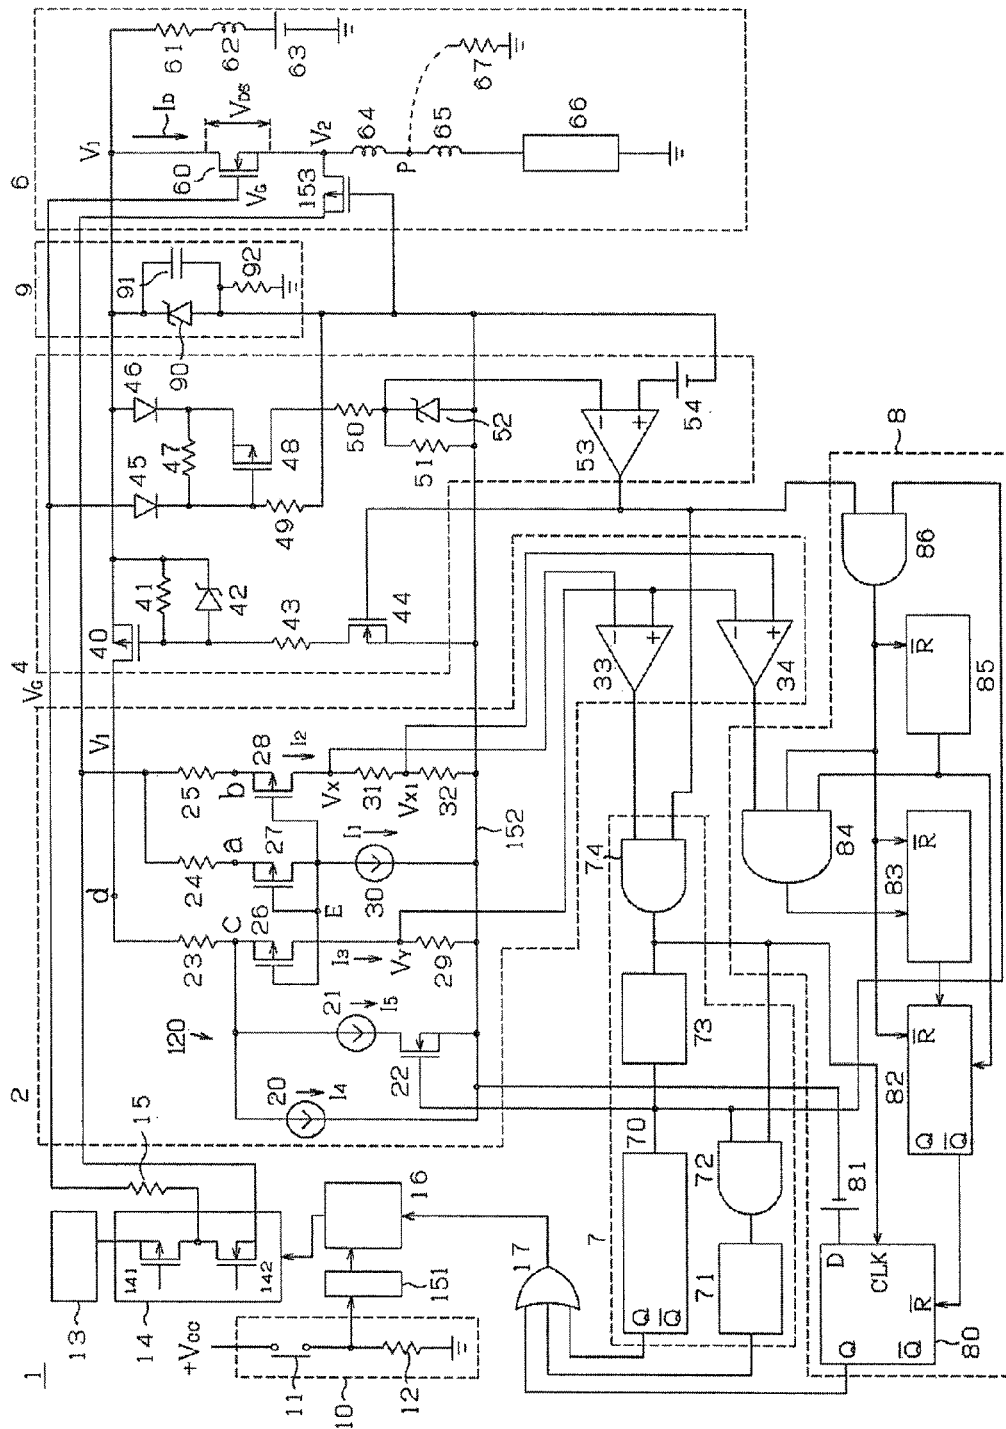 1
13
14
141
142
15
+Vcc
11
10
12
151
16
17
2
120
20
I4
21
I5
22
23
C
26
I3
VY
29
d
24
a
27
E
I1
30
V1
25
b
28
I2
VX
31
VX1
32
152
VG
4
40
41
42
43
44
45
46
47
48
49
50
51
52
53
54
33
34
9
90
91
92
6
V1
ID
VDS
60
VG
153
V2
61
62
63
64
P
65
66
67
7
70
Q
Q
71
72
73
74
8
80
D
CLK
Q
Q
R
81
82
Q
Q
R
83
R
84
85
R
86